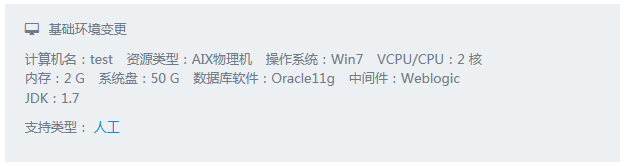 基础环境变更
计算机名：test 资源类型：AIX物理机 操作系统：Win7 VCPU/CPU：2 核
内存：2 G 系统盘：50 G 数据库软件：Oracle11g 中间件：Weblogic
JDK：1.7
支持类型： 人工